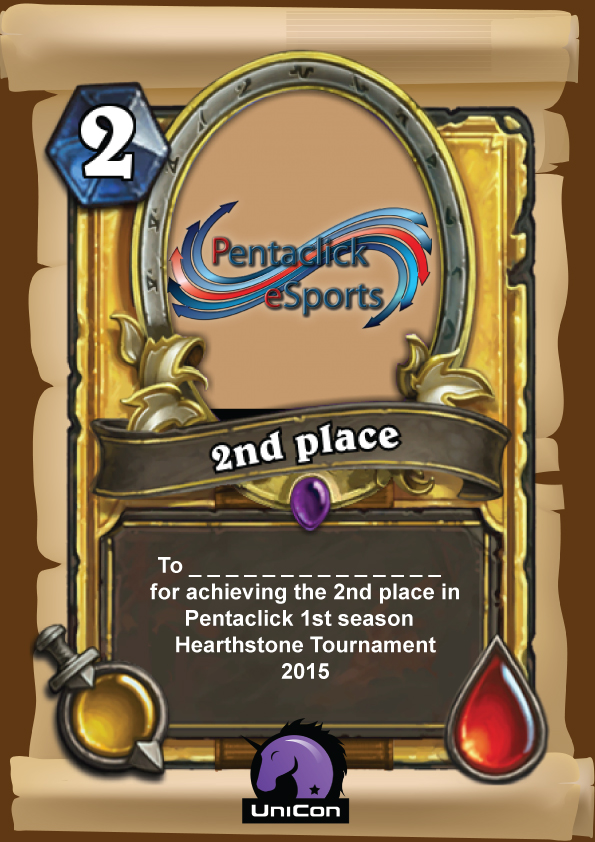 2
Pentaclick
eSports
2nd place
To _ _ _ _ _ _ _ _ _ _ _ _ _ _
for achieving the 2nd place in
Pentaclick 1st season
Hearthstone Tournament
2015
UniCon